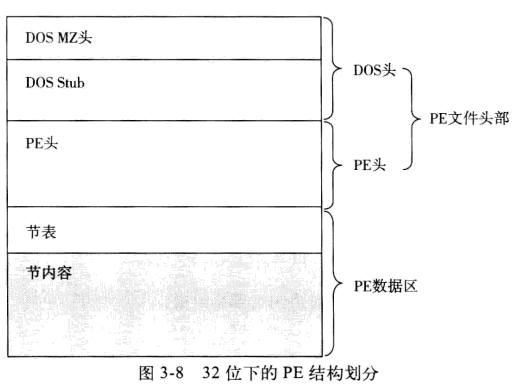 DOS MZ头
DOS Stub
DOS头
PE文件头部
PE头
PE头
节表
节内容
PE数据区
图 3-8 32 位下的 PE 结构划分